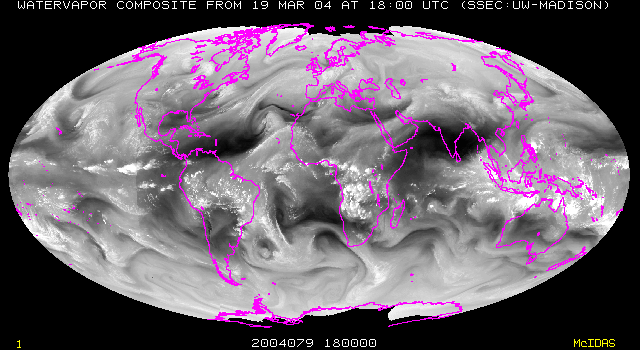 WATERVAPOR COMPOSITE FROM 19 MAR 04 AT 18:00 UTC (SSEC:UW-MADISON)
1 2004079 180000 McIDAS